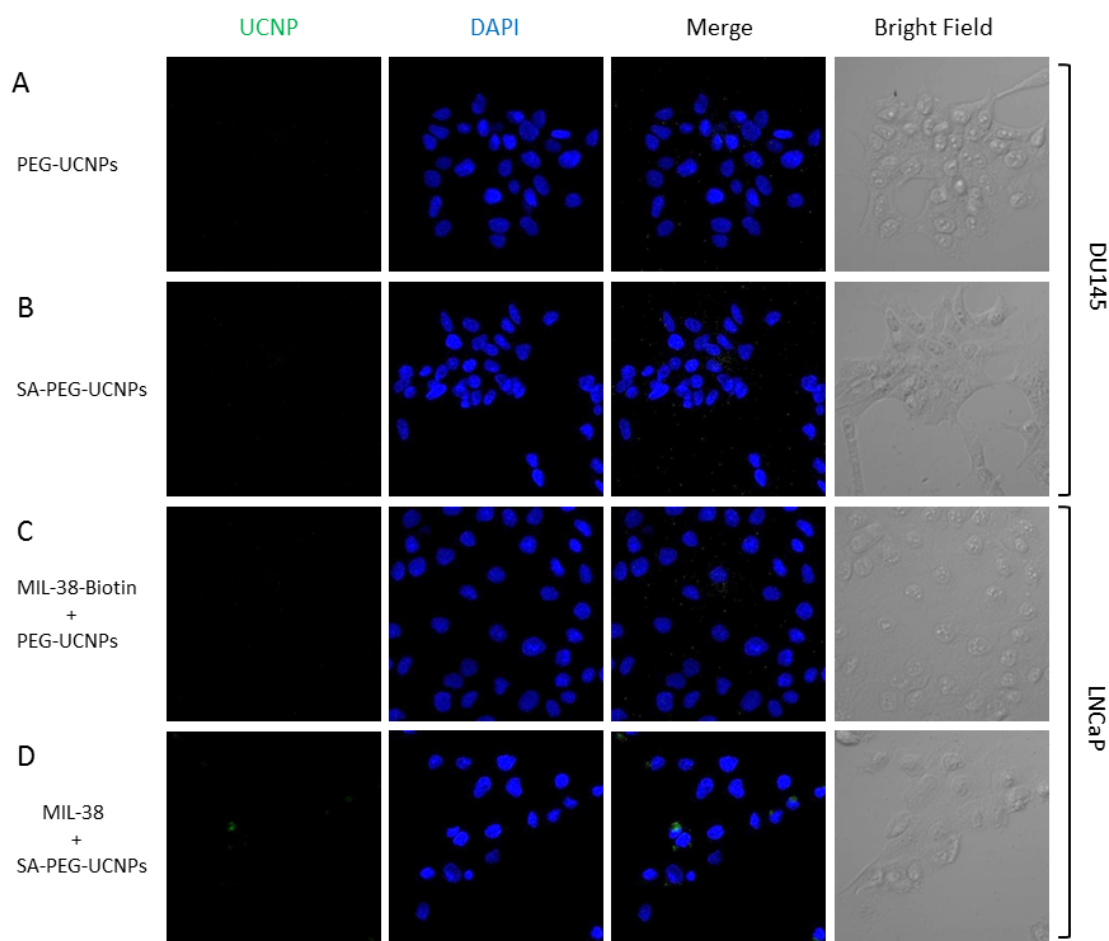 UCNP DAPI Merge Bright Field
A
PEG-UCNPs
B
SA-PEG-UCNPs
DU145
C
MIL-38-Biotin
+
PEG-UCNPs
D
MIL-38
+
SA-PEG-UCNPs
LNCaP